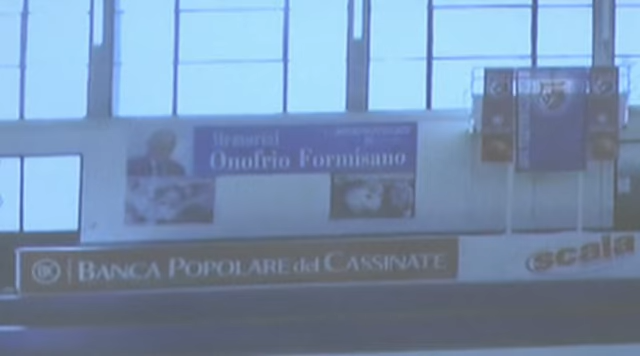 Memorial
Onofrio Formisano
BANCA POPOLARE del CASSINATE
scala